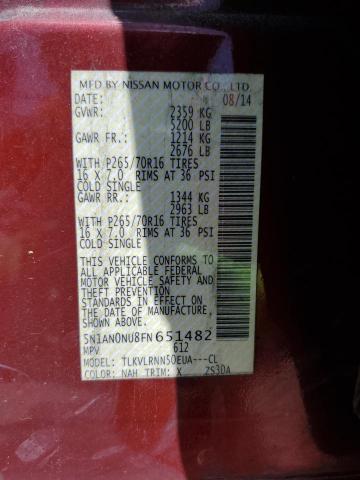 MFD BY NISSAN MOTOR CO., LTD.
DATE: 08/14
GVWR: 2359 KG
5200 LB
GAWR FR.: 1214 KG
2676 LB
WITH P265/70R16 TIRES
16 X 7.0 RIMS AT 36 PSI
COLD SINGLE
GAWR RR.: 1344 KG
2963 LB
WITH P265/70R16 TIRES
16 X 7.0 RIMS AT 36 PSI
COLD SINGLE
THIS VEHICLE CONFORMS TO
ALL APPLICABLE FEDERAL
MOTOR VEHICLE SAFETY
STANDARDS IN EFFECT ON
THE DATE OF MANUFACTURE
SHOWN ABOVE.
5N1AN0NU8FN651482
MPV 612
MODEL: TLKVLRNN50EUA---CL
COLOR: NAH TRIM: X ZS3DA